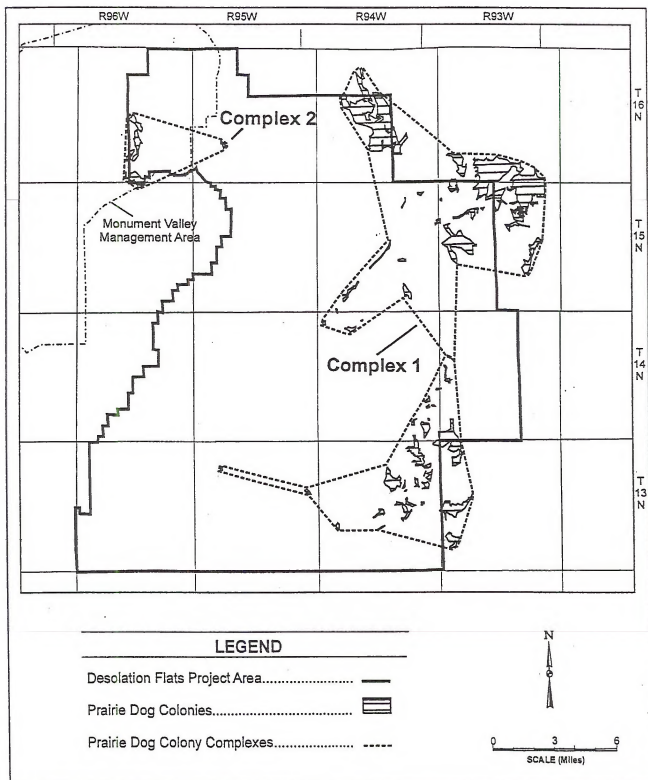 R96W R95W R94W R93W
T
16
N
Complex 2
Monument Valley
Management Area
T
15
N
Complex 1
T
14
N
T
13
N
LEGEND
Desolation Flats Project Area
Prairie Dog Colonies
Prairie Dog Colony Complexes
N
0 3 6
SCALE (Miles)